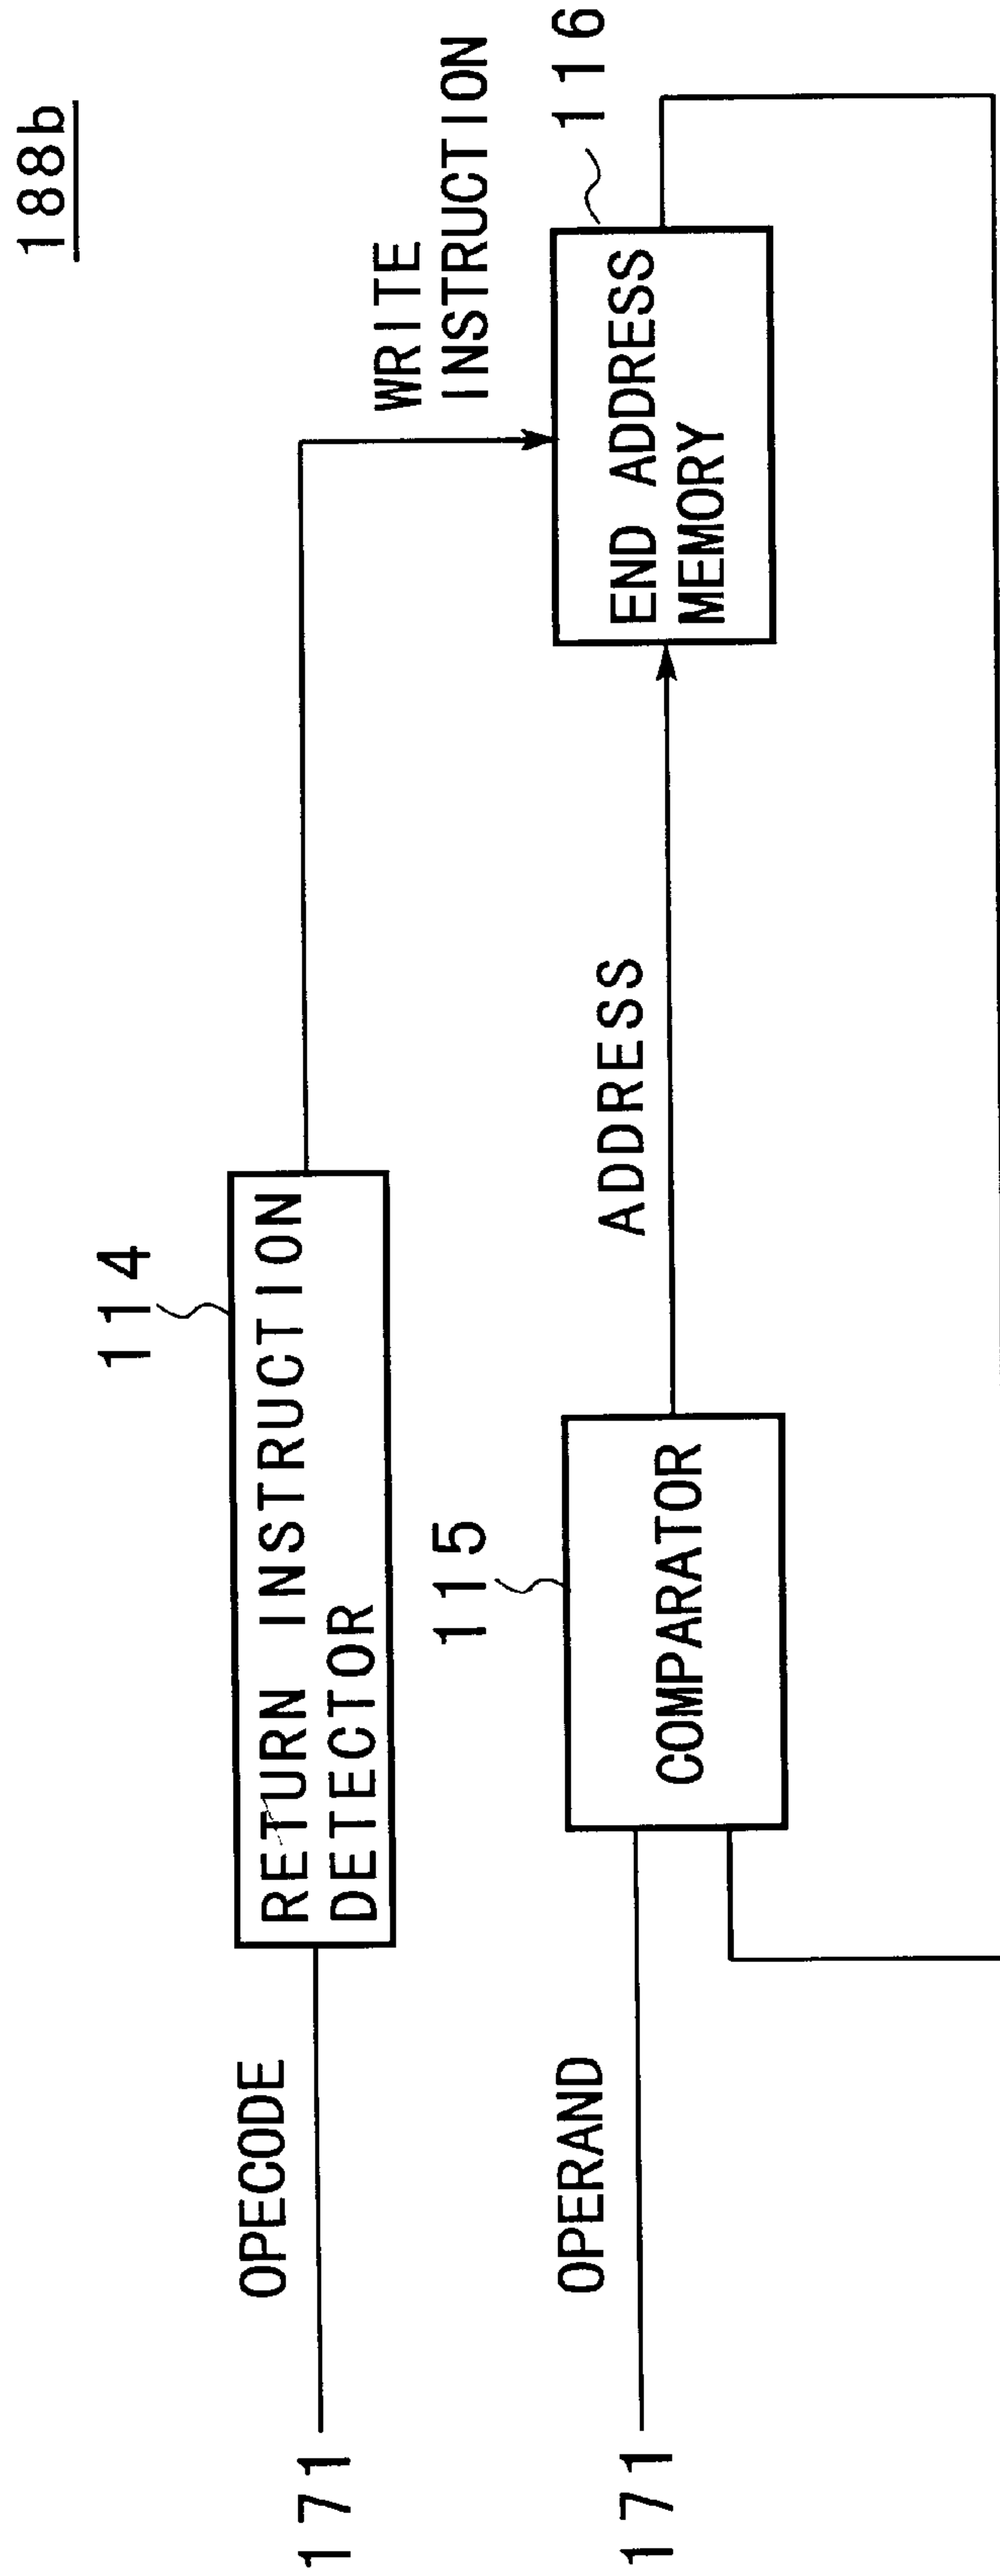 188b
114
OPECODE
171
RETURN INSTRUCTION
DETECTOR
WRITE
INSTRUCTION
115
116
OPERAND
171
COMPARATOR
ADDRESS
END ADDRESS
MEMORY